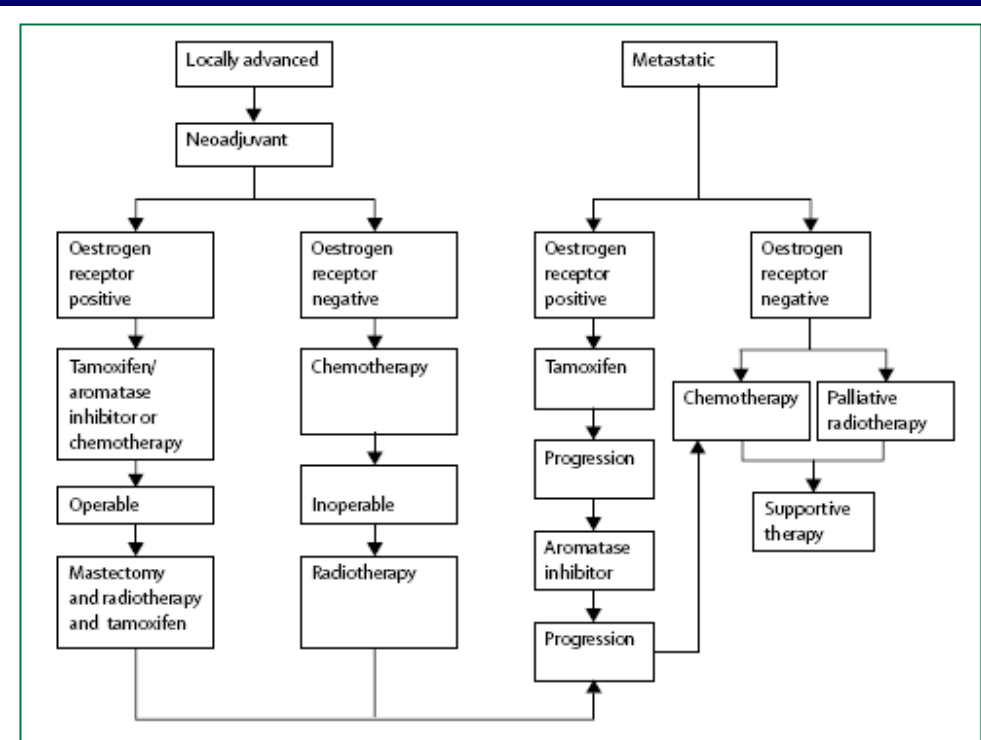 Locally advanced
Metastatic
Neoadjuvant
Oestrogen
receptor
positive
Oestrogen
receptor
negative
Oestrogen
receptor
positive
Oestrogen
receptor
negative
Tamoxifen/
aromatase
inhibitor or
chemotherapy
Chemotherapy
Tamoxifen
Chemotherapy
Palliative
radiotherapy
Progression
Operable
Inoperable
Supportive
therapy
Aromatase
inhibitor
Mastectomy
and radiotherapy
and tamoxifen
Radiotherapy
Progression